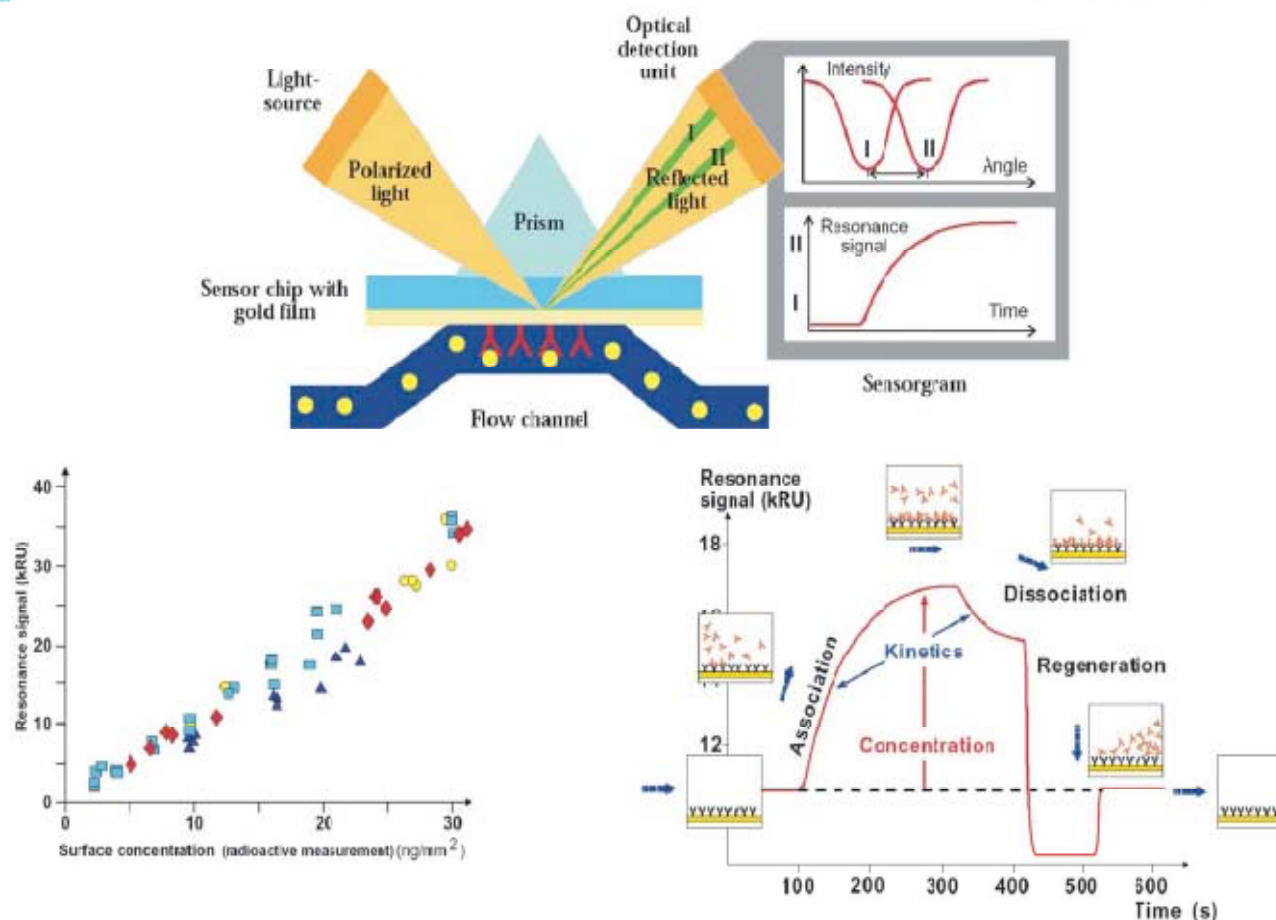 Light-
source
Polarized
light
Prism
Optical
detection
unit
I
II
Reflected
light
Sensor chip with
gold film
Flow channel
Intensity
I
II
Angle
Resonance
signal
II
I
Time
Sensorgram
40
30
20
10
0
Resonance signal (kRU)
0
10
20
30
Surface concentration (radioactive measurement) (ng/mm²)
Resonance
signal (kRU)
18
12
Association
Kinetics
Concentration
Dissociation
Regeneration
100
200
300
400
500
600
Time (s)